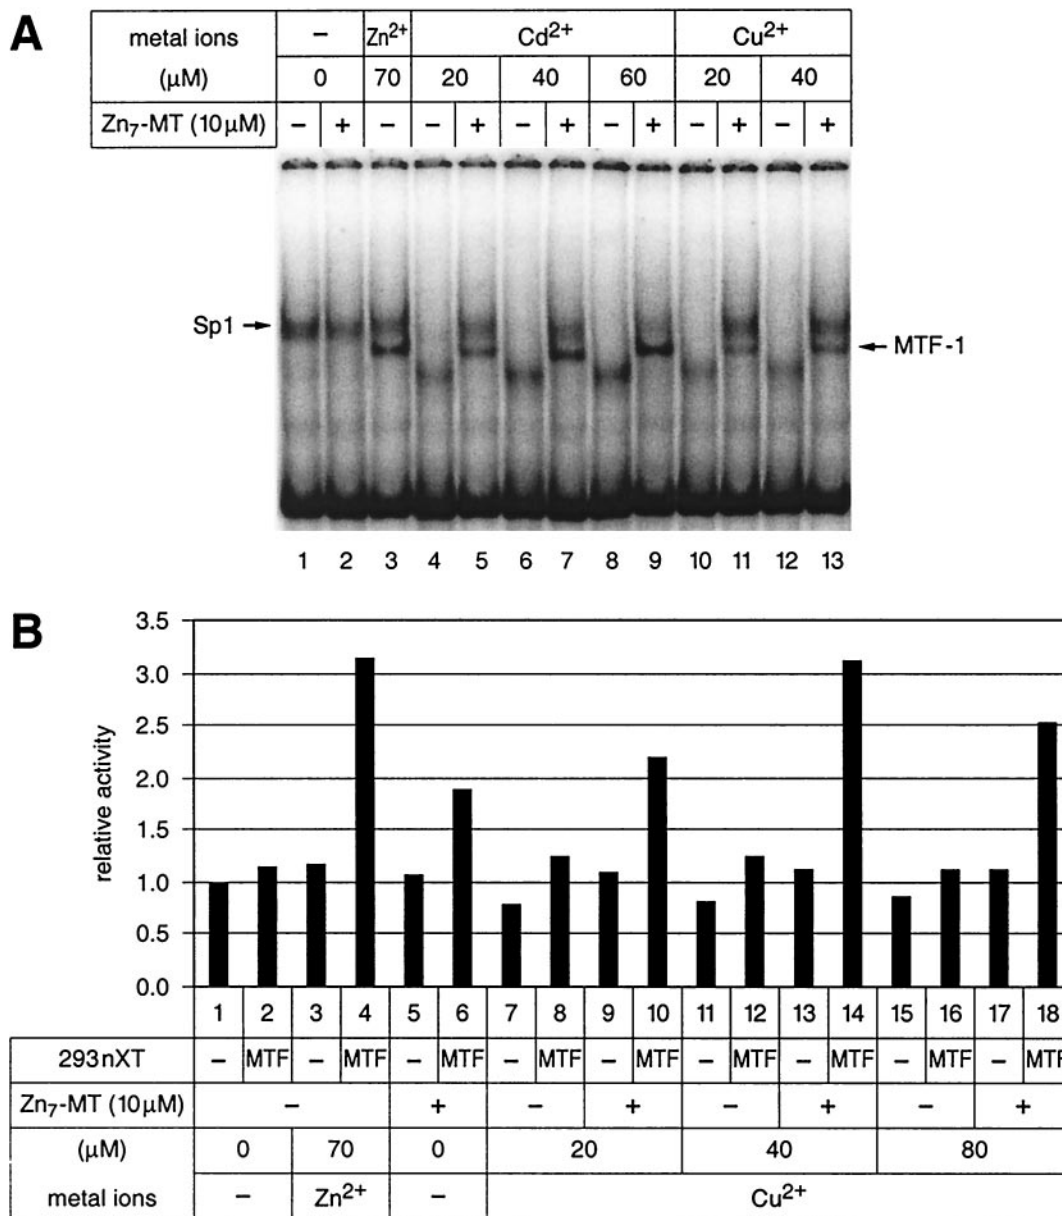 A
metal ions – Zn2+ Cd2+ Cu2+
(μM) 0 70 20 40 60 20 40
Zn7-MT (10μM) – + – – + – + – + – + – +
Sp1
MTF-1
1 2 3 4 5 6 7 8 9 10 11 12 13
B
3.5
3.0
2.5
2.0
1.5
1.0
0.5
0.0
relative activity
1 2 3 4 5 6 7 8 9 10 11 12 13 14 15 16 17 18
293nXT – MTF – MTF – MTF – MTF – MTF – MTF – MTF – MTF – MTF
Zn7-MT (10μM) – + – + – + – +
(μM) 0 70 0 20 40 80
metal ions – Zn2+ – Cu2+